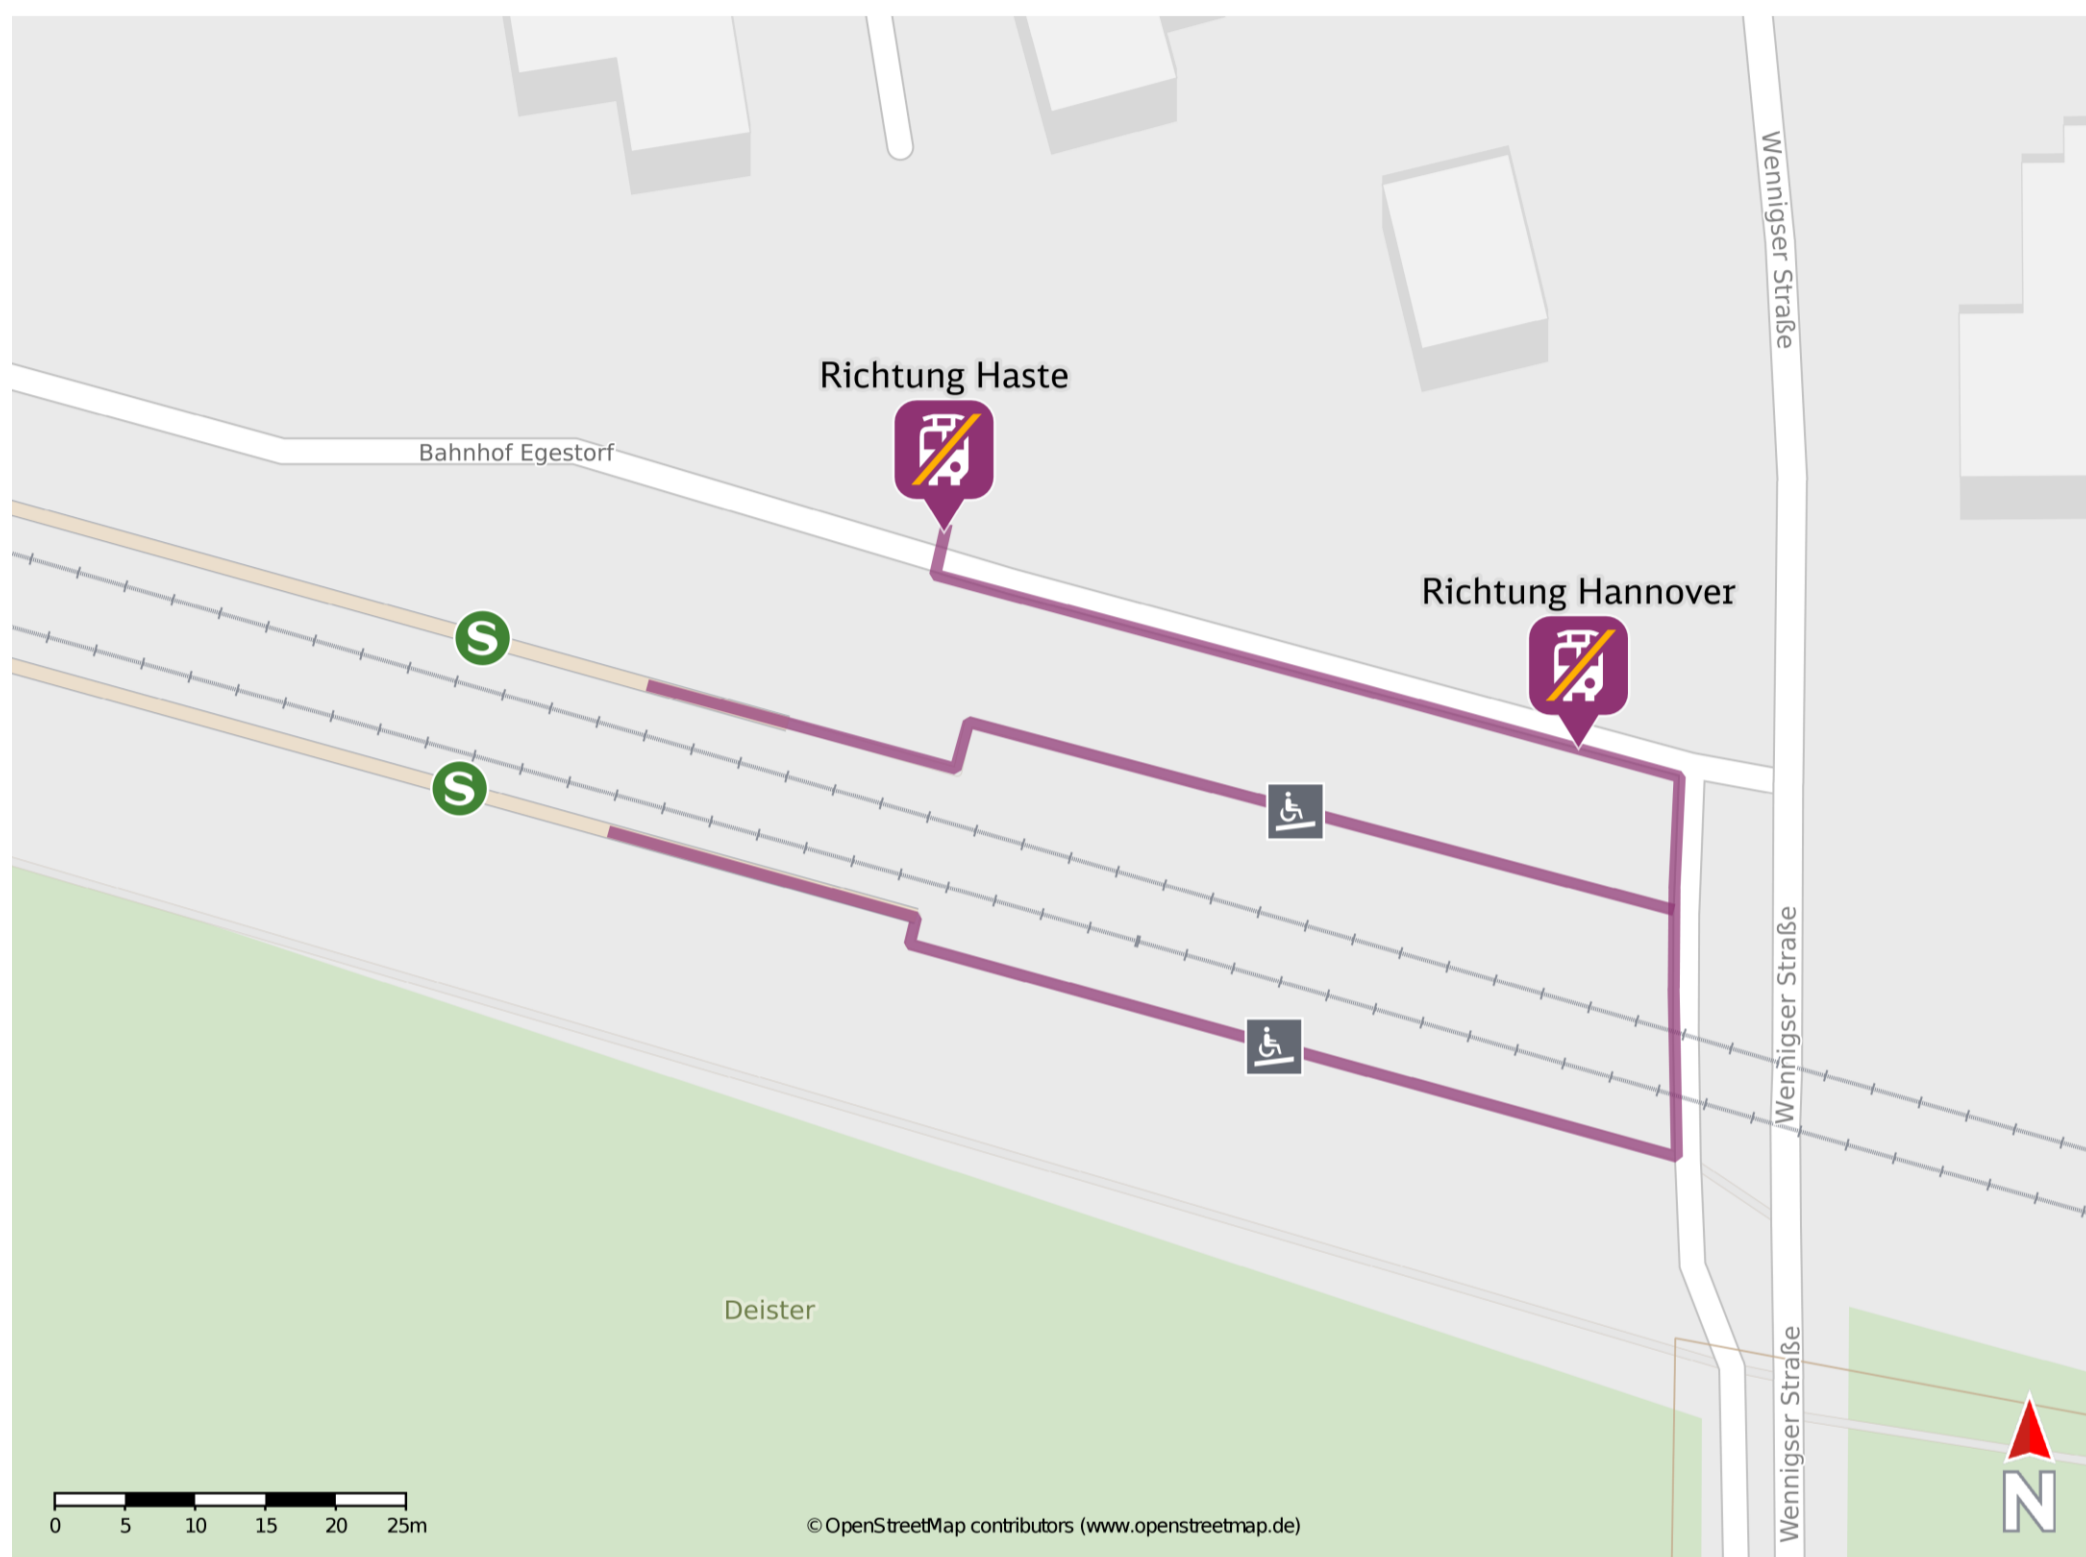 Wennigser Straße
Richtung Haste
Bahnhof Egestorf
Richtung Hannover
S
S
Wennigser Straße
Deister
Wennigser Straße
N
0 5 10 15 20 25m
© OpenStreetMap contributors (www.openstreetmap.de)